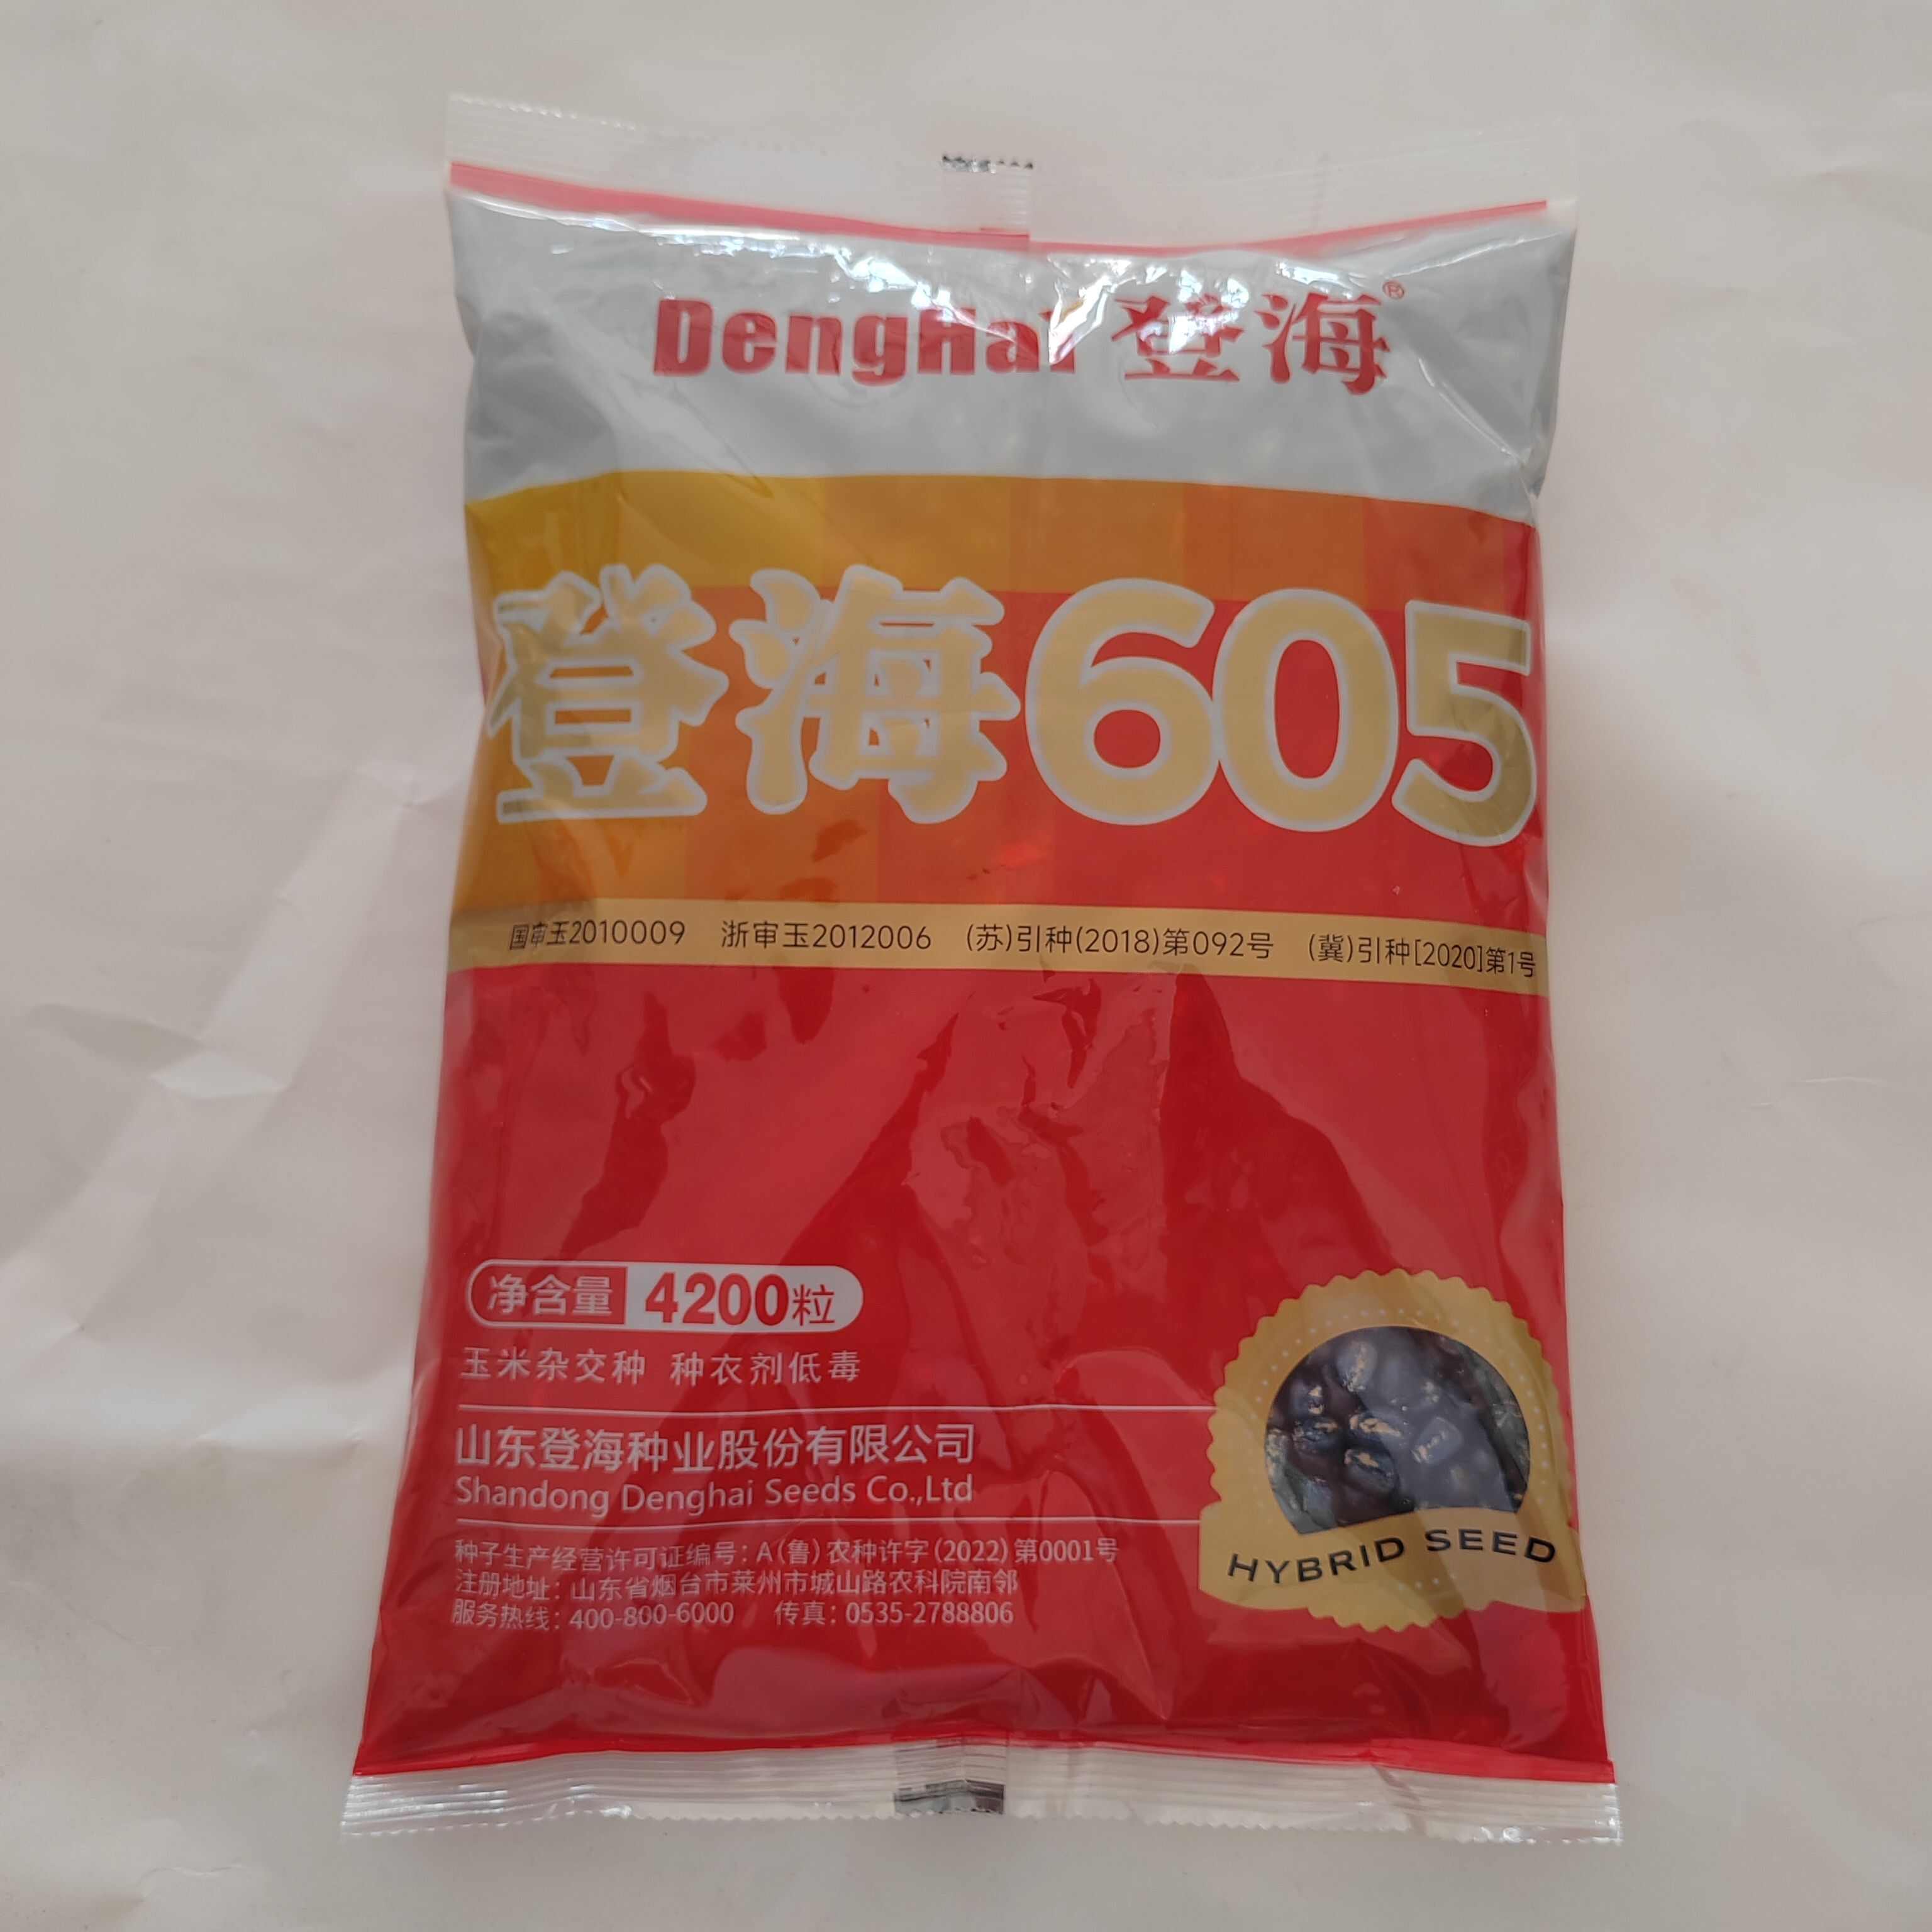 DengHai 登海®
登海605
国审玉2010009 浙审玉2012006 (苏)引种(2018)第092号 (冀)引种[2020]第1号
净含量 4200粒
玉米杂交种 种衣剂低毒
山东登海种业股份有限公司
Shandong Denghai Seeds Co.,Ltd
种子生产经营许可证编号：A(鲁)农种许字(2022)第0001号
注册地址：山东省烟台市莱州市城山路农科院南邻
服务热线：400-800-6000 传真：0535-2788806
HYBRID SEED